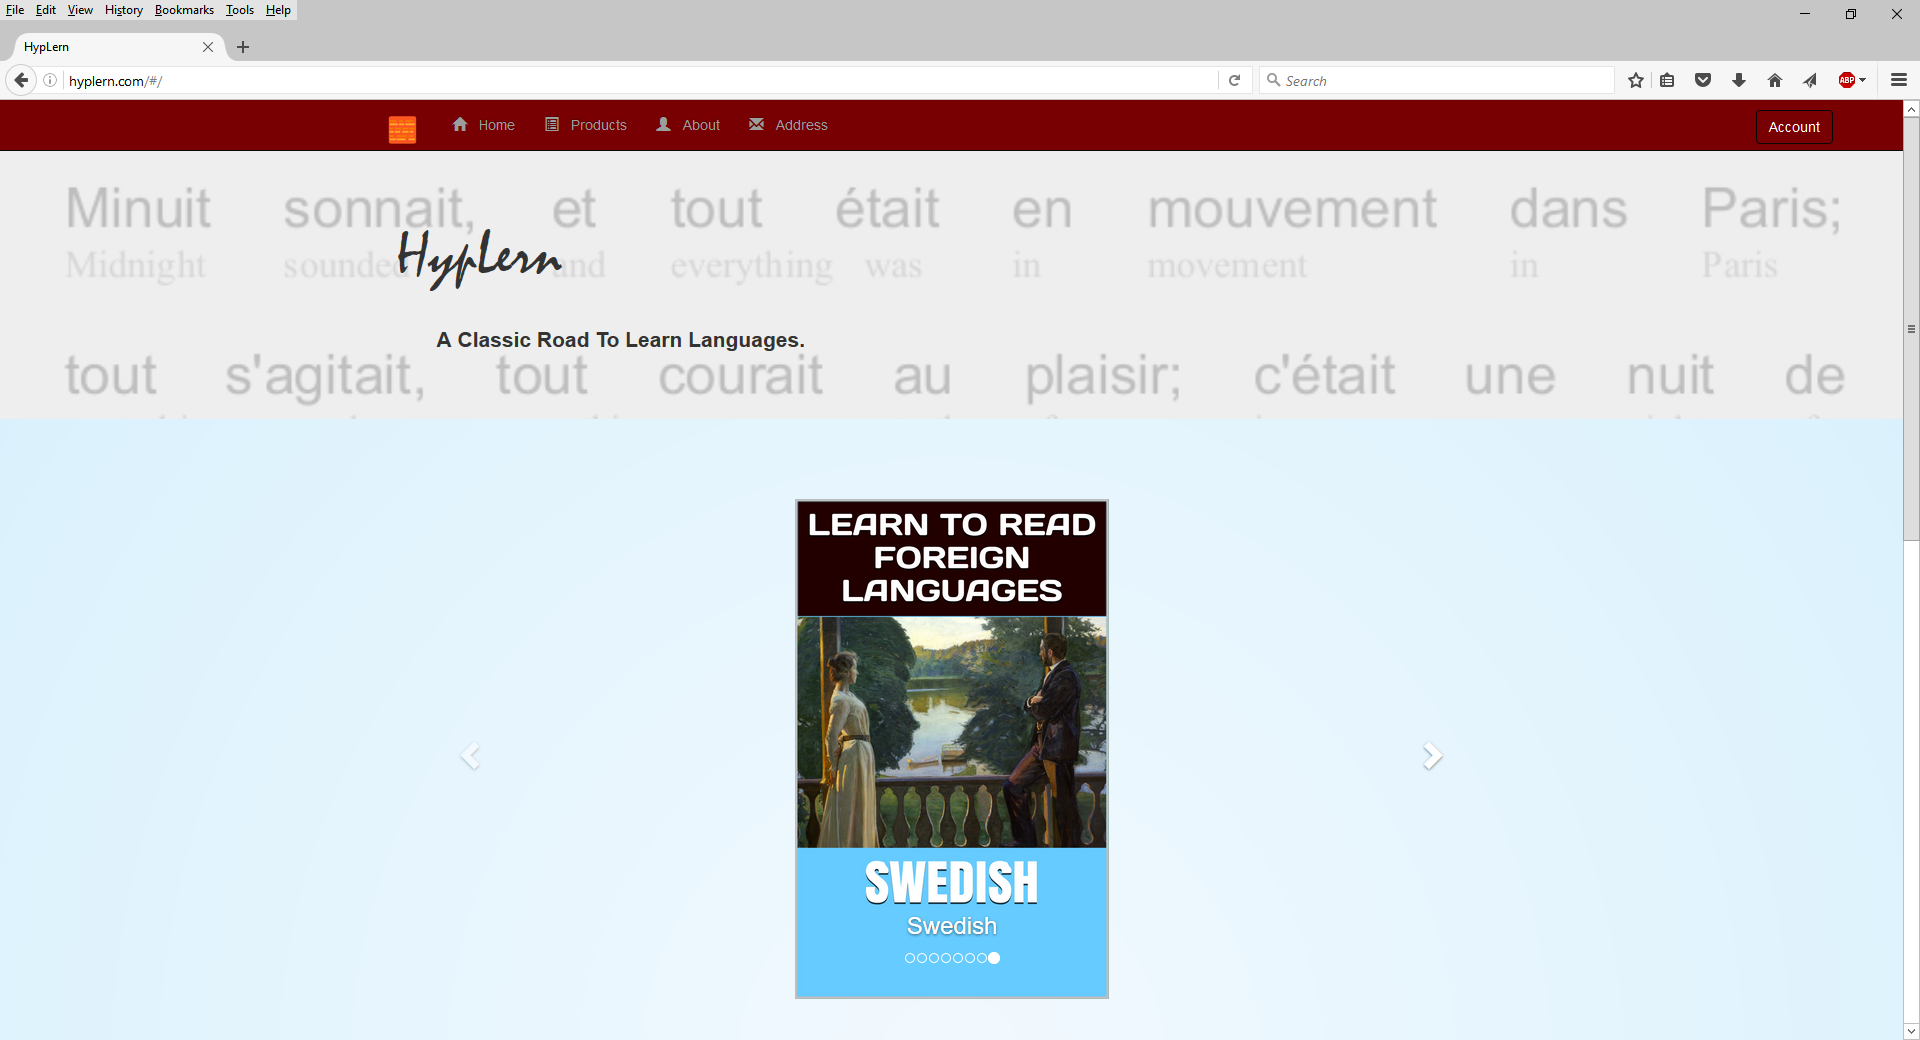 File Edit View History Bookmarks Tools Help
HypLern
hyplern.com/#/
Search
ABP
Home Products About Address
Account
Minuit sonnait, et tout était en mouvement dans Paris;
Midnight sounded and everything was in movement in Paris
HypLern
A Classic Road To Learn Languages.
tout s'agitait, tout courait au plaisir; c'était une nuit de
LEARN TO READ
FOREIGN
LANGUAGES
SWEDISH
Swedish